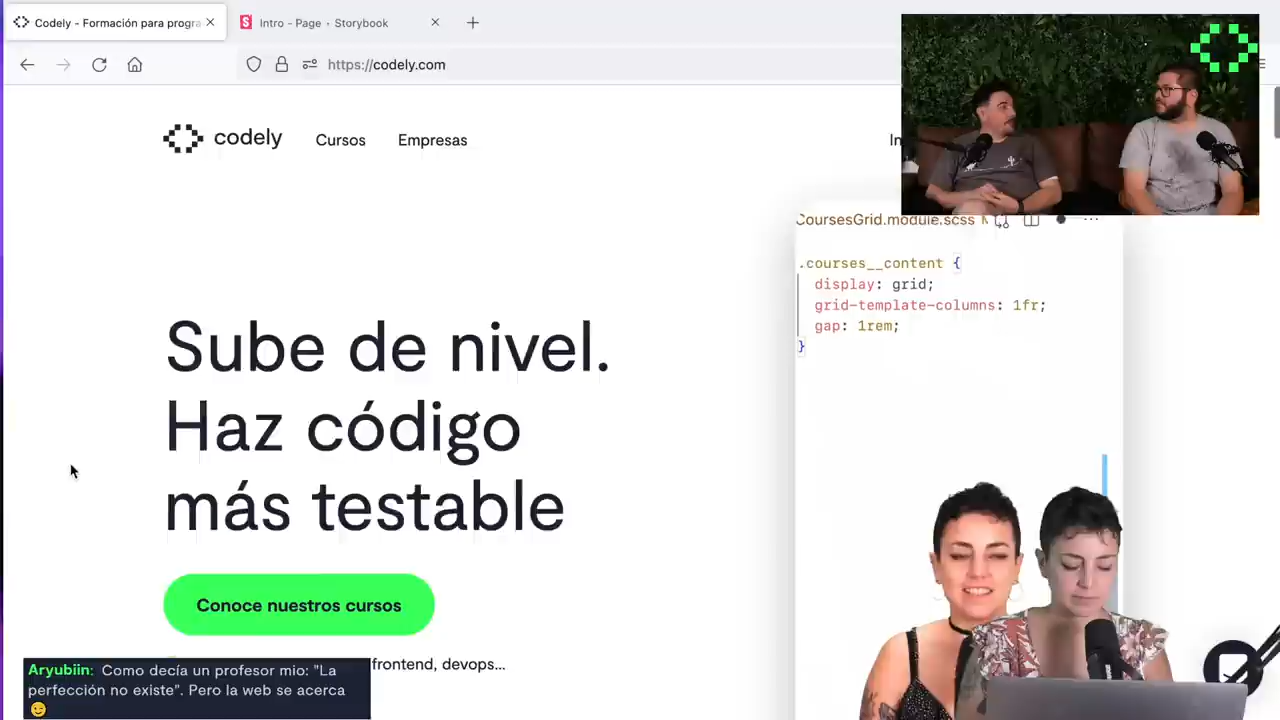 Codely - Formación para progra
Intro - Page • Storybook
https://codely.com
codely
Cursos
Empresas
CoursesGrid.module.scss
.courses__content {
display: grid;
grid-template-columns: 1fr;
gap: 1rem;
}
Sube de nivel.
Haz código
más testable
Conoce nuestros cursos
frontend, devops...
Aryubiin: Como decía un profesor mio: "La
perfección no existe". Pero la web se acerca
😉